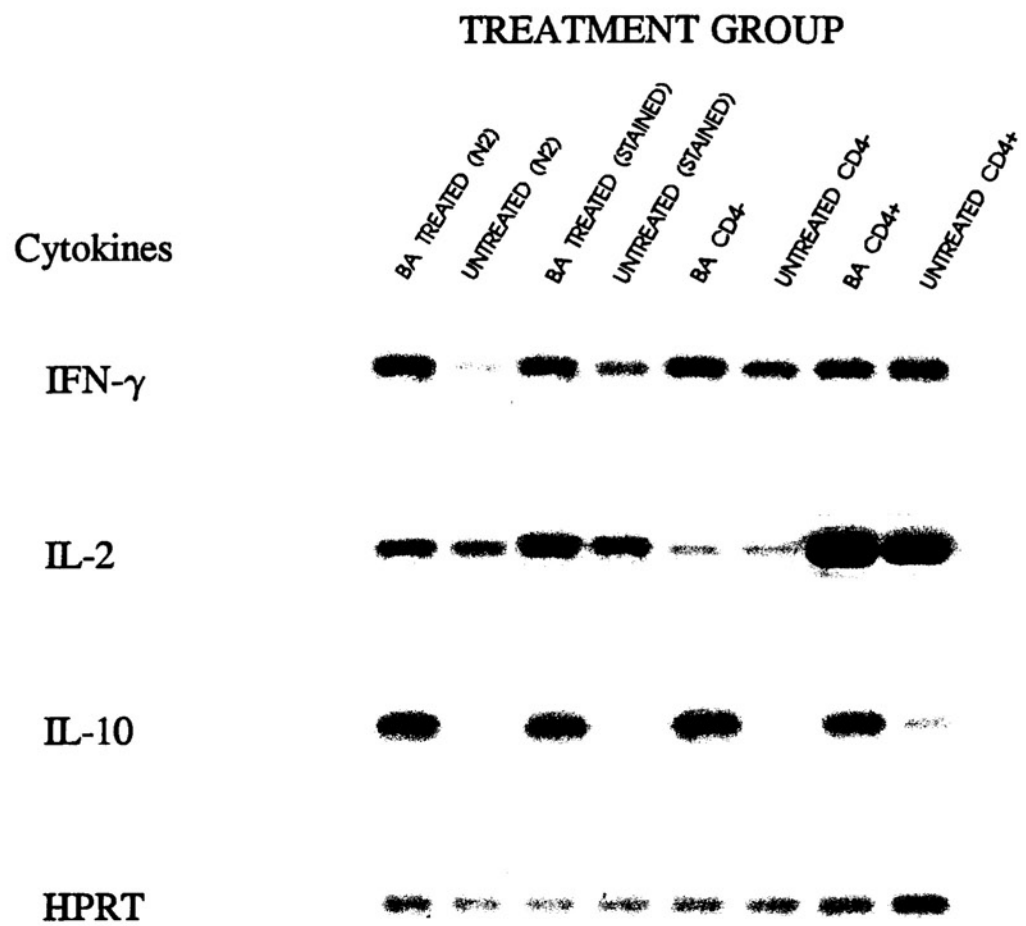 TREATMENT GROUP
BA TREATED (N2)
UNTREATED (N2)
BA TREATED (STAINED)
UNTREATED (STAINED)
BA CD4-
UNTREATED CD4-
BA CD4+
UNTREATED CD4+
Cytokines
IFN-γ
IL-2
IL-10
HPRT